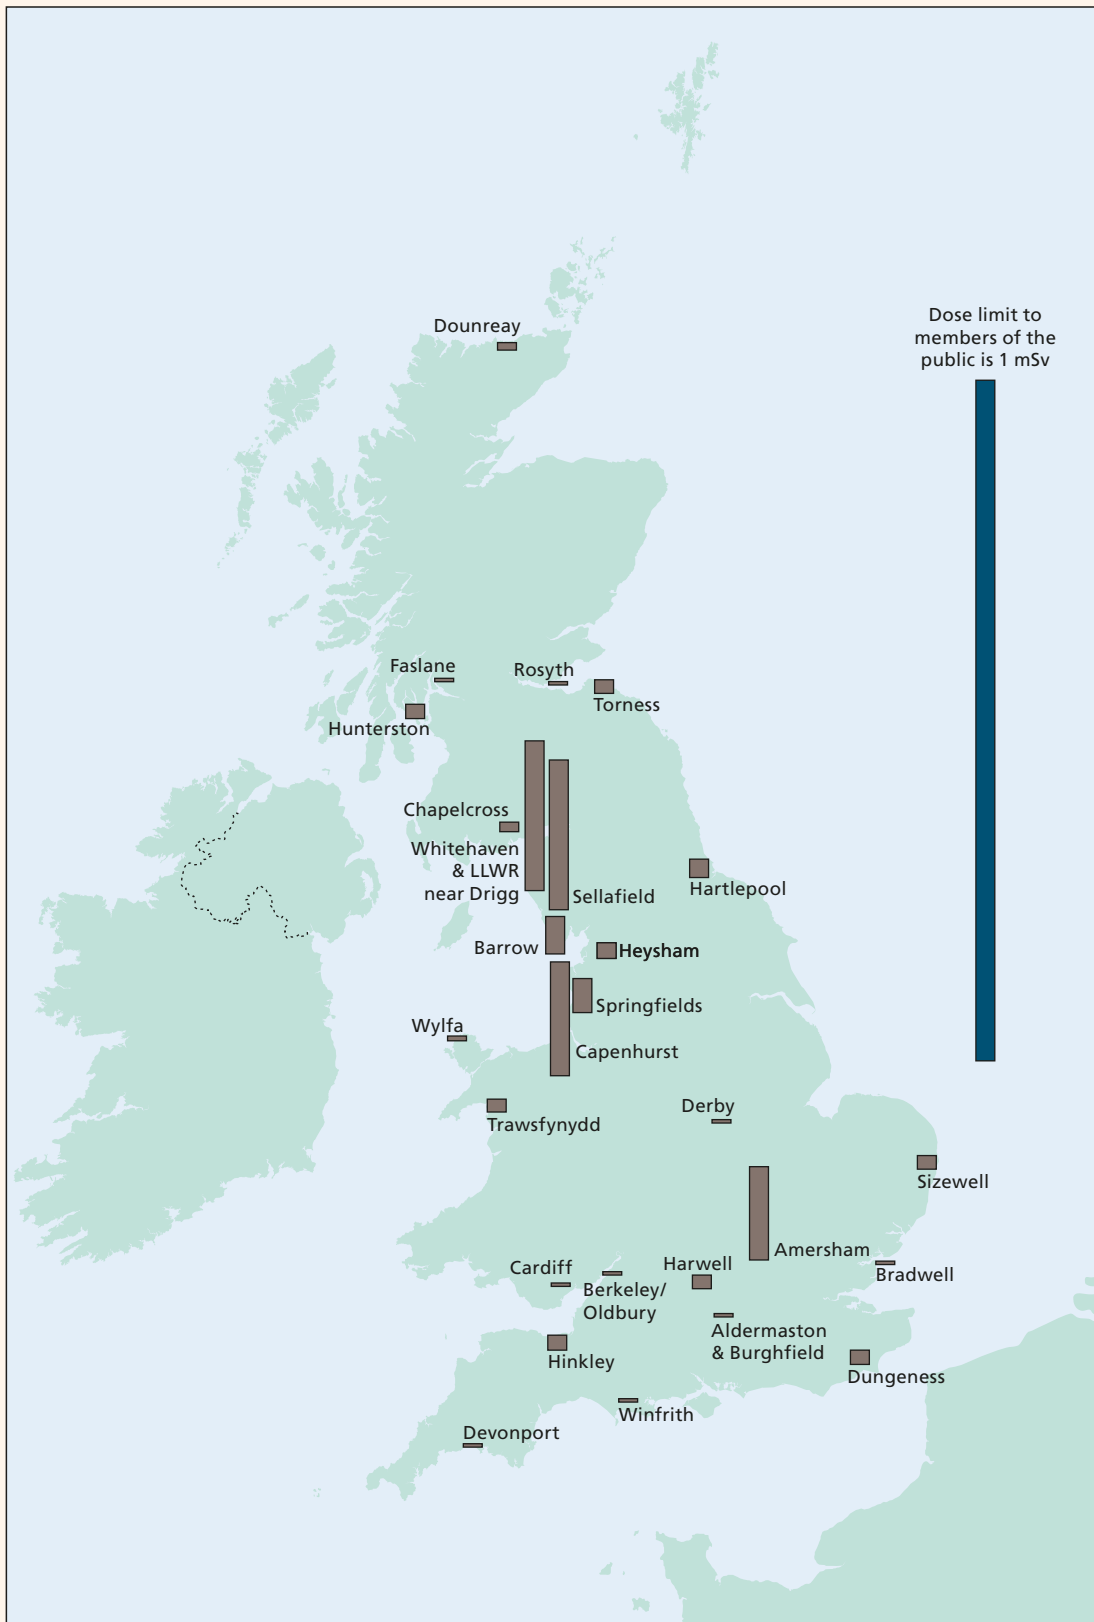 Dose limit to
members of the
public is 1 mSv
Dounreay
Faslane
Rosyth
Torness
Hunterston
Chapelcross
Whitehaven
& LLWR
near Drigg
Sellafield
Hartlepool
Barrow
Heysham
Springfields
Wylfa
Capenhurst
Trawsfynydd
Derby
Sizewell
Amersham
Harwell
Cardiff
Berkeley/
Oldbury
Bradwell
Aldermaston
& Burghfield
Hinkley
Dungeness
Winfrith
Devonport